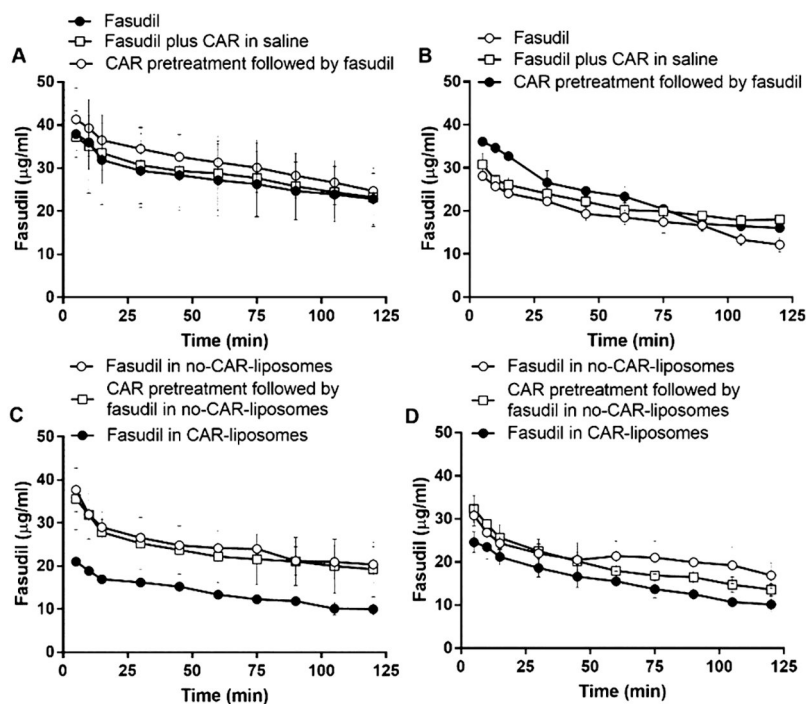 A
Fasudil
Fasudil plus CAR in saline
CAR pretreatment followed by fasudil
Fasudil (μg/ml)
50
40
30
20
10
0
0 25 50 75 100 125
Time (min)
B
Fasudil
Fasudil plus CAR in saline
CAR pretreatment followed by fasudil
Fasudil (μg/ml)
50
40
30
20
10
0
0 25 50 75 100 125
Time (min)
C
Fasudil in no-CAR-liposomes
CAR pretreatment followed by
fasudil in no-CAR-liposomes
Fasudil in CAR-liposomes
Fasudil (μg/ml)
50
40
30
20
10
0
0 25 50 75 100 125
Time (min)
D
Fasudil in no-CAR-liposomes
CAR pretreatment followed by
fasudil in no-CAR-liposomes
Fasudil in CAR-liposomes
Fasudil (μg/ml)
50
40
30
20
10
0
0 25 50 75 100 125
Time (min)